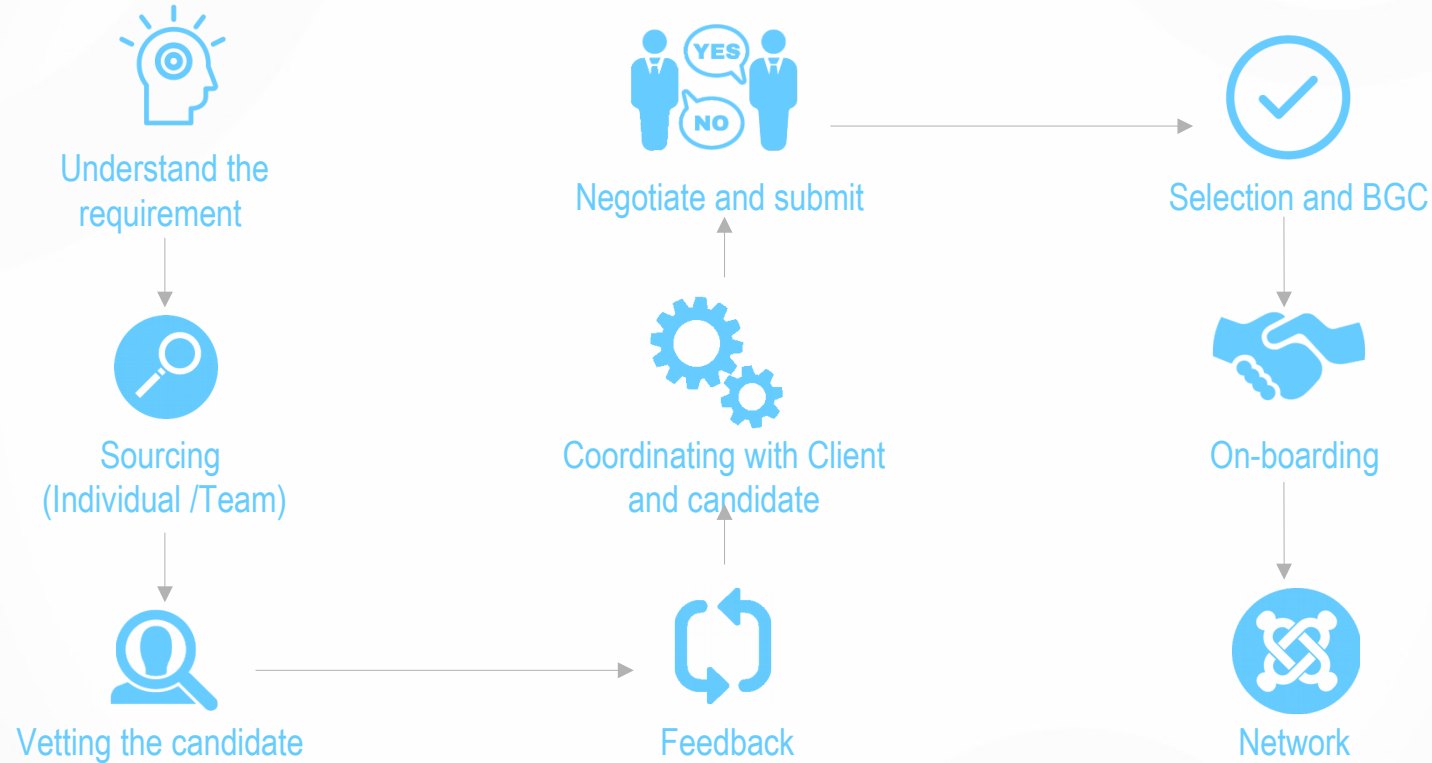 Understand the
requirement
Sourcing
(Individual /Team)
Vetting the candidate
Feedback
Coordinating with Client
and candidate
YES
NO
Negotiate and submit
Selection and BGC
On-boarding
Network